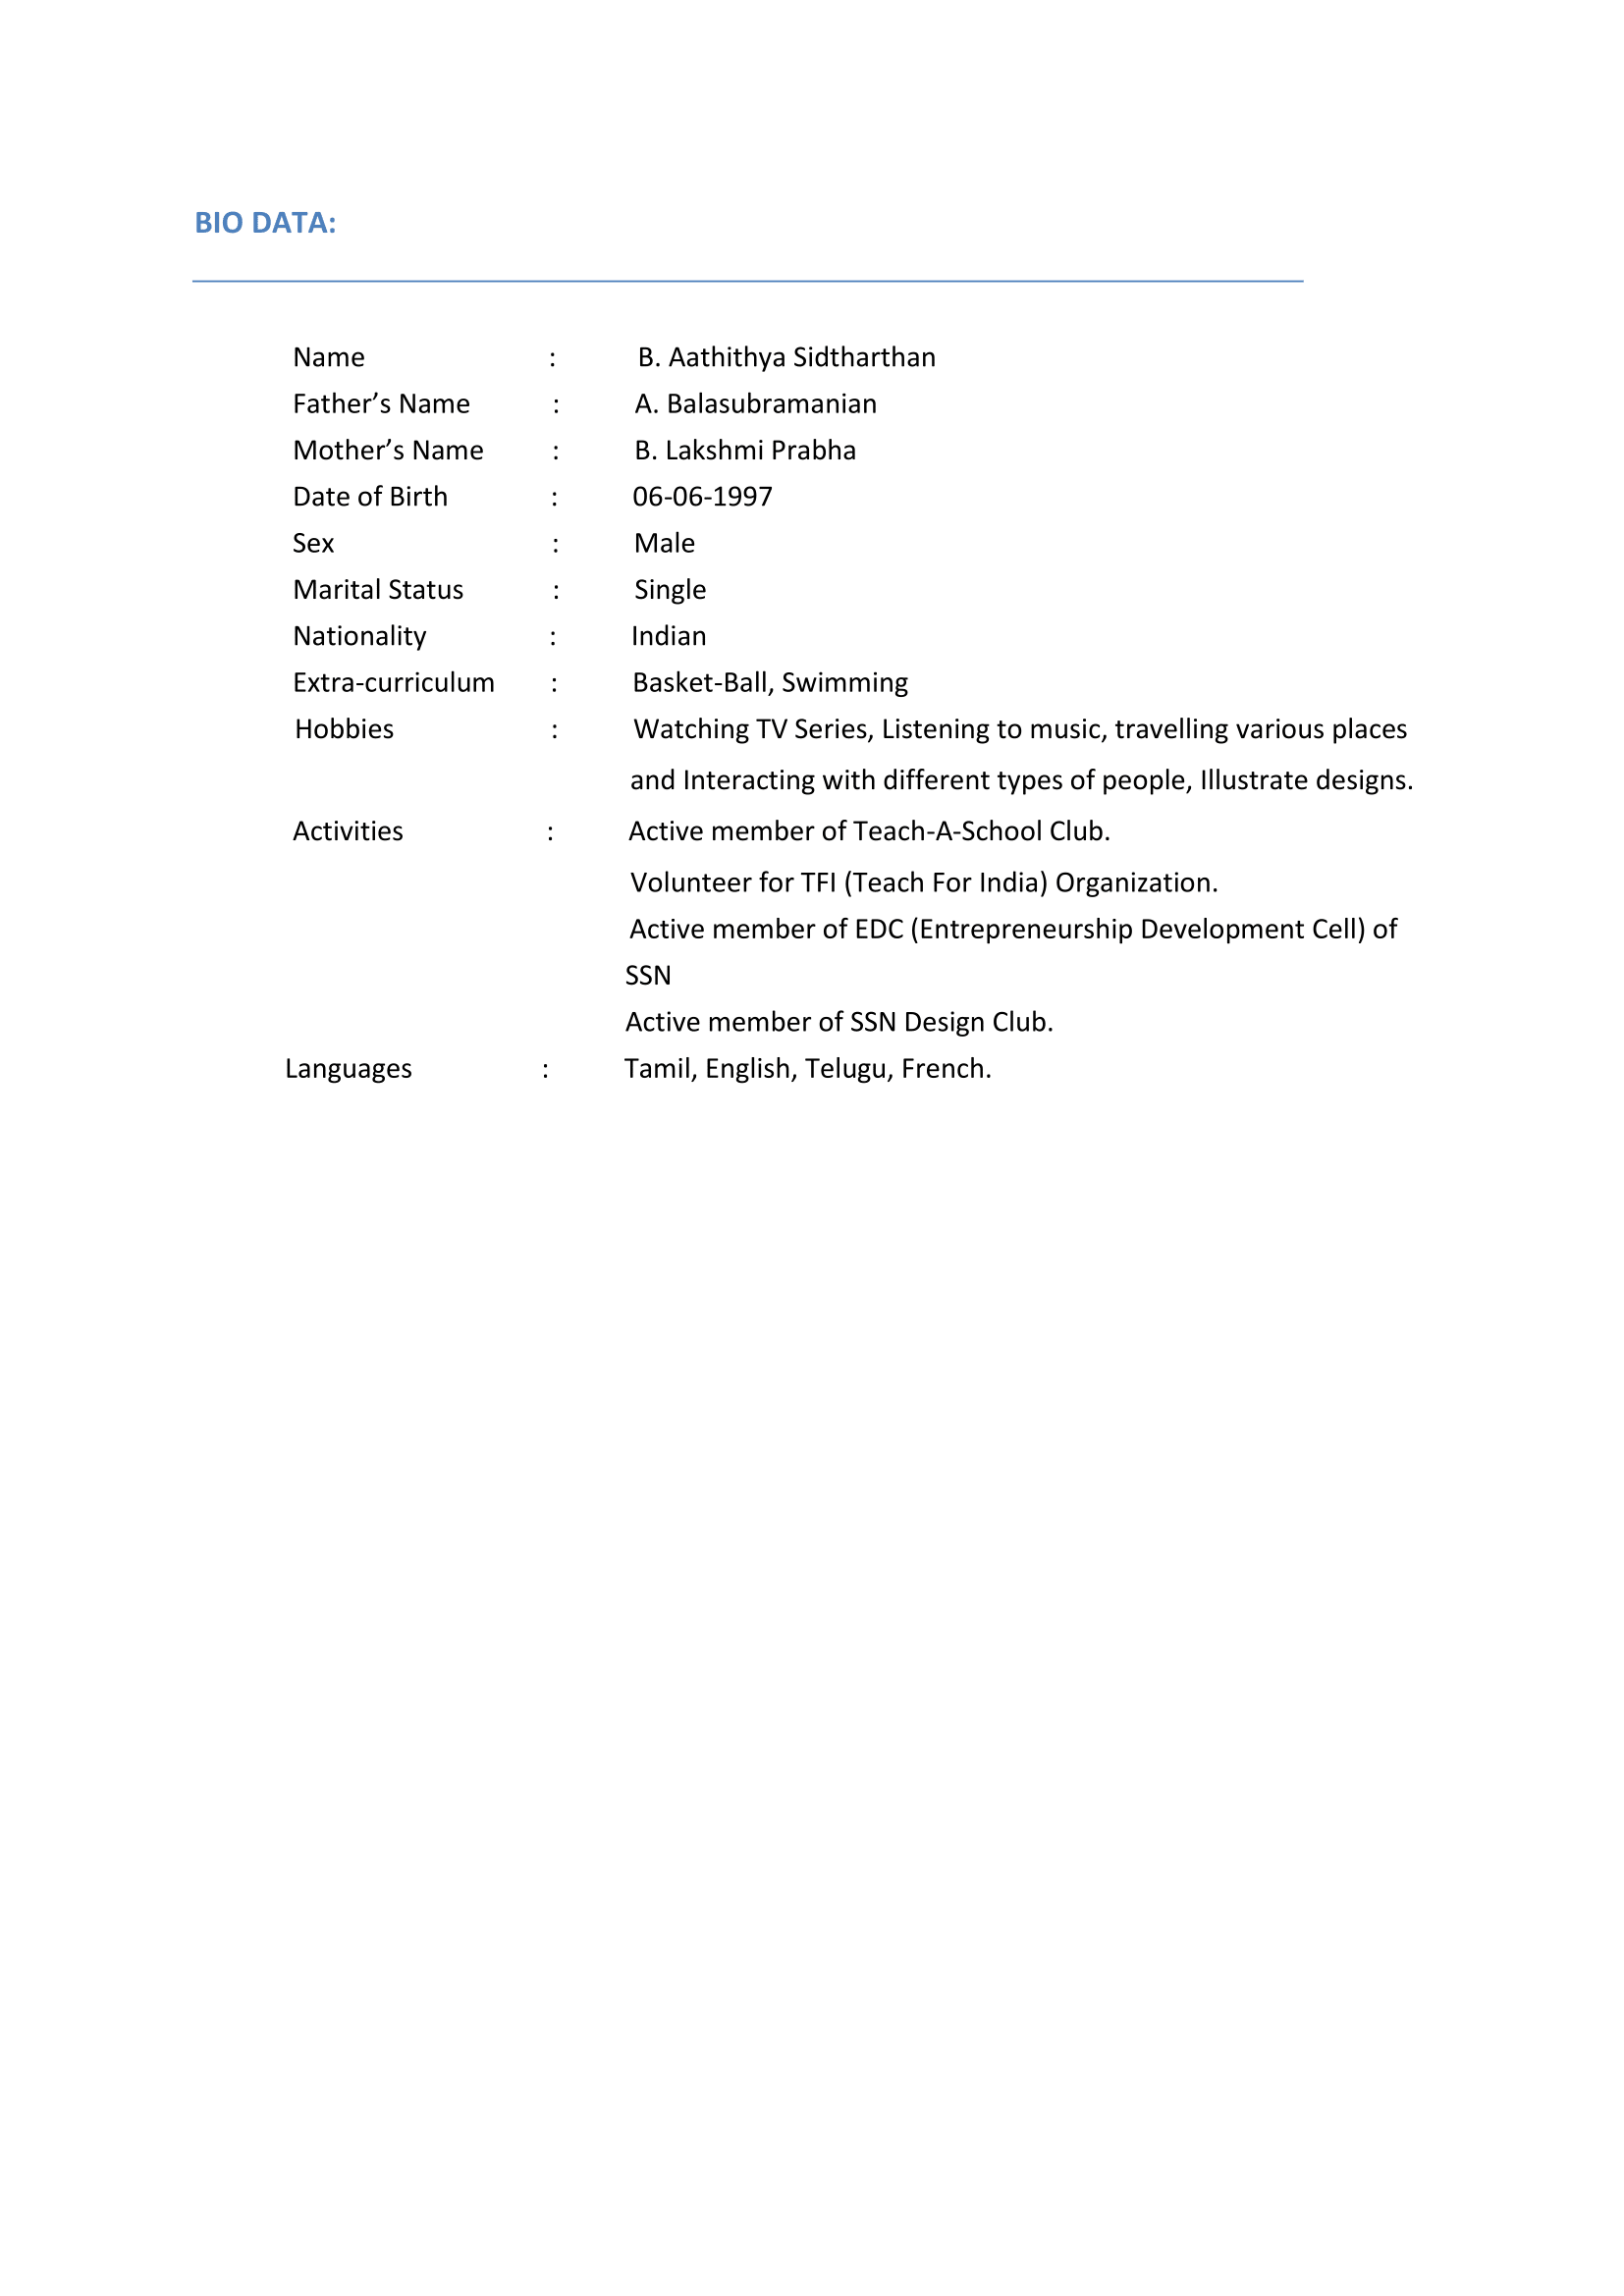 BIO DATA:
Name : B. Aathithya Sidtharthan
Father’s Name : A. Balasubramanian
Mother’s Name : B. Lakshmi Prabha
Date of Birth : 06-06-1997
Sex : Male
Marital Status : Single
Nationality : Indian
Extra-curriculum : Basket-Ball, Swimming
Hobbies : Watching TV Series, Listening to music, travelling various places
and Interacting with different types of people, Illustrate designs.
Activities : Active member of Teach-A-School Club.
Volunteer for TFI (Teach For India) Organization.
Active member of EDC (Entrepreneurship Development Cell) of
SSN
Active member of SSN Design Club.
Languages : Tamil, English, Telugu, French.